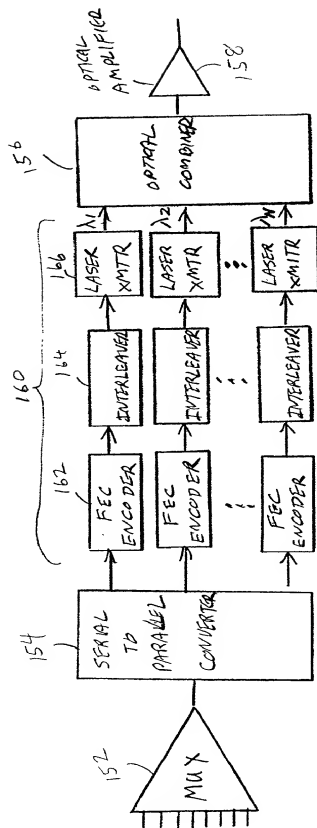 152
MUX
154
SERIAL
TO
PARALLEL
CONVERTER
160
162
FEC
ENCODER
164
INTERLEAVER
166
LASER
XMTR
λ1
FEC
ENCODER
INTERLEAVER
LASER
XMTR
λ2
FEC
ENCODER
INTERLEAVER
LASER
XMITR
λN
156
OPTICAL
COMBINER
OPTICAL
AMPLIFIER
158